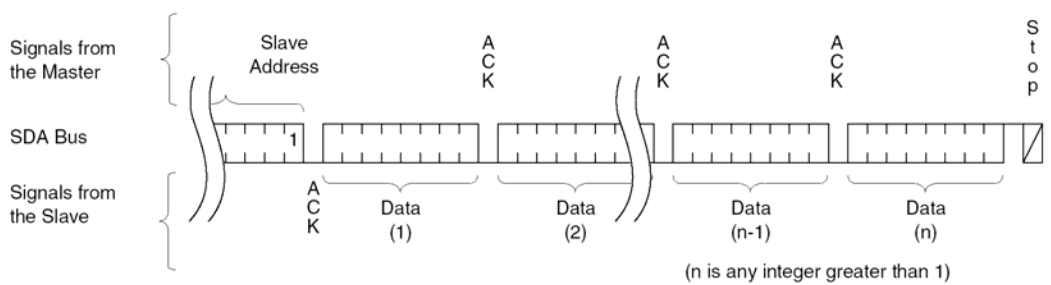 Signals from
the Master
Slave
Address
A
C
K
A
C
K
A
C
K
S
t
o
p
SDA Bus
1
Signals from
the Slave
A
C
K
Data
(1)
Data
(2)
Data
(n-1)
Data
(n)
(n is any integer greater than 1)